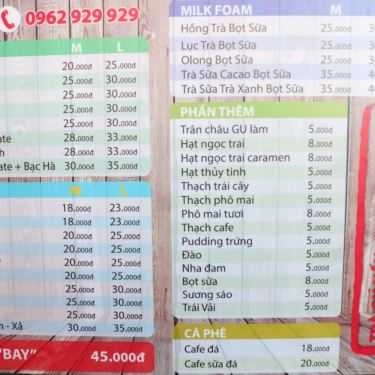 0962 929 929
M L
20.000đ 25.000đ
25.000đ 30.000đ
25.000đ 30.000đ
25.000đ 30.000đ
28.000đ 33.000đ
28.000đ 33.000đ
ate + Bạc Hà 30.000đ 35.000đ
M L
18.000đ 23.000đ
18.000đ 23.000đ
20.000đ 25.000đ
20.000đ 25.000đ
20.000đ 25.000đ
25.000đ 30.000đ
25.000đ 30.000đ
25.000đ 30.000đ
n - Xả 30.000đ 35.000đ
"BAY" 45.000đ
MILK FOAM M
Hồng Trà Bọt Sữa 25.000đ
Lục Trà Bọt Sữa 25.000đ
Olong Bọt Sữa 25.000đ
Trà Sữa Cacao Bọt Sữa 35.000đ
Trà Sữa Trà Xanh Bọt Sữa 35.000đ
PHẦN THÊM
Trân châu GÚ làm 5.000đ
Hạt ngọc trai 8.000đ
Hạt ngọc trai caramen 8.000đ
Hạt thủy tinh 5.000đ
Thạch trái cây 5.000đ
Thạch phô mai 5.000đ
Phô mai tươi 8.000đ
Thạch cafe 5.000đ
Pudding trứng 5.000đ
Đào 5.000đ
Nha đam 5.000đ
Bọt sữa 8.000đ
Sương sáo 5.000đ
Trái Vải 5.000đ
CÀ PHÊ
Cafe đá 18.000đ
Cafe sữa đá 20.000đ